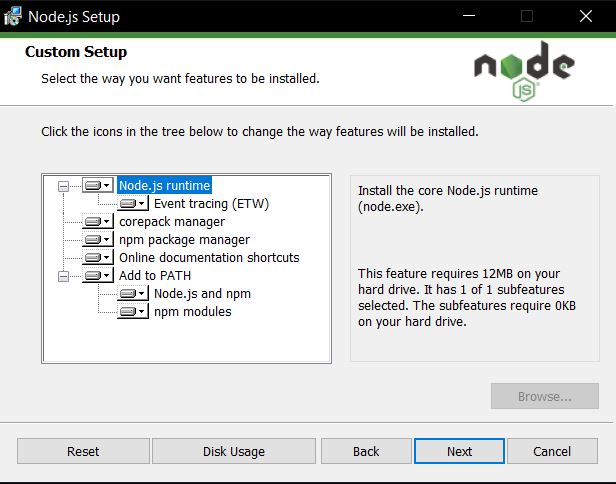 Node.js Setup
Custom Setup
Select the way you want features to be installed.
node
JS
Click the icons in the tree below to change the way features will be installed.
Node.js runtime
Event tracing (ETW)
corepack manager
npm package manager
Online documentation shortcuts
Add to PATH
Node.js and npm
npm modules
Install the core Node.js runtime
(node.exe).
This feature requires 12MB on your
hard drive. It has 1 of 1 subfeatures
selected. The subfeatures require 0KB
on your hard drive.
Browse...
Reset
Disk Usage
Back
Next
Cancel